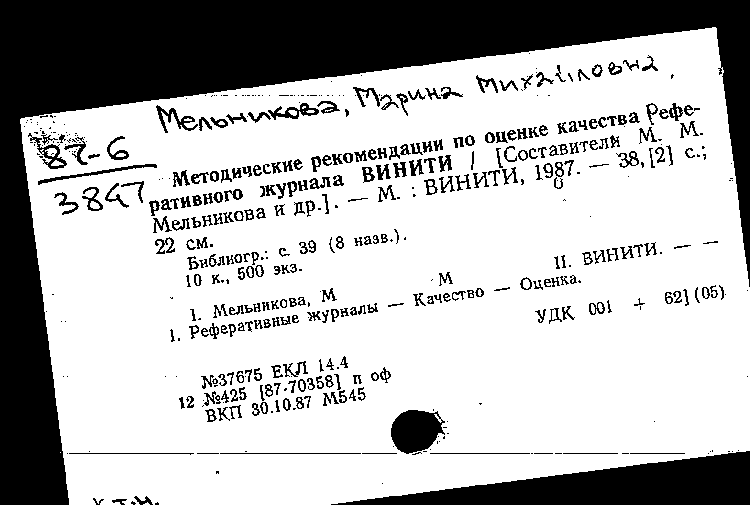 Мельникова, Марина Михайловна.
87-6
3847
Методические рекомендации по оценке качества Рефе-
ративного журнала ВИНИТИ / [Составители М. М.
Мельникова и др.]. — М. : ВИНИТИ, 1987. — 38, [2] с.;
22 см.
Библиогр.: с. 39 (8 назв.).
10 к., 500 экз.
1. Мельникова, М М II. ВИНИТИ. — —
1. Реферативные журналы — Качество — Оценка.
УДК 001 + 62] (05)
№37675 ЕКЛ 14.4
12 №425 [87-70358] п оф
ВКП 30.10.87 М545
к.т.н.